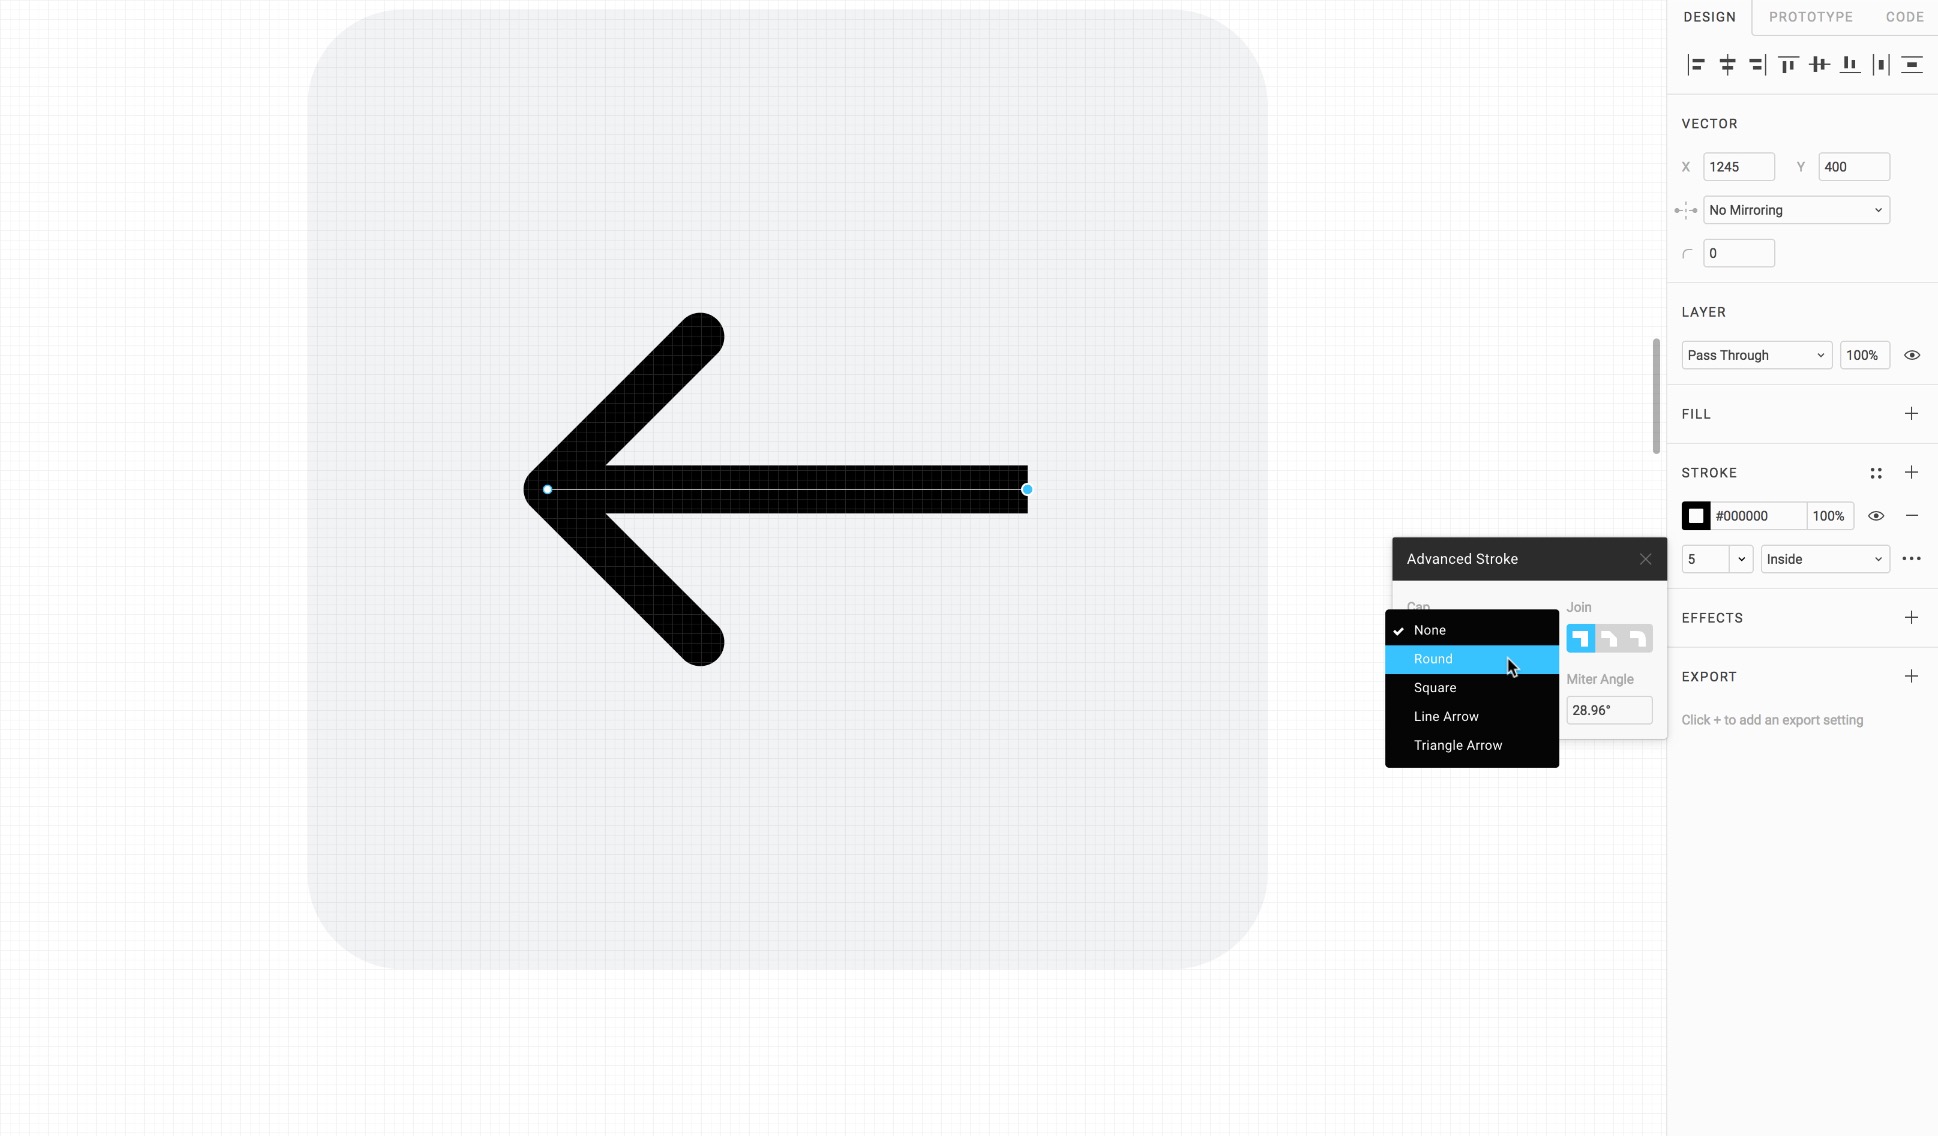 DESIGN PROTOTYPE CODE
VECTOR
X 1245 Y 400
No Mirroring
0
LAYER
Pass Through 100%
FILL
STROKE
#000000 100%
5 Inside
Advanced Stroke
Cap
Join
None
Round
Square
Line Arrow
Triangle Arrow
Miter Angle
28.96°
EFFECTS
EXPORT
Click + to add an export setting